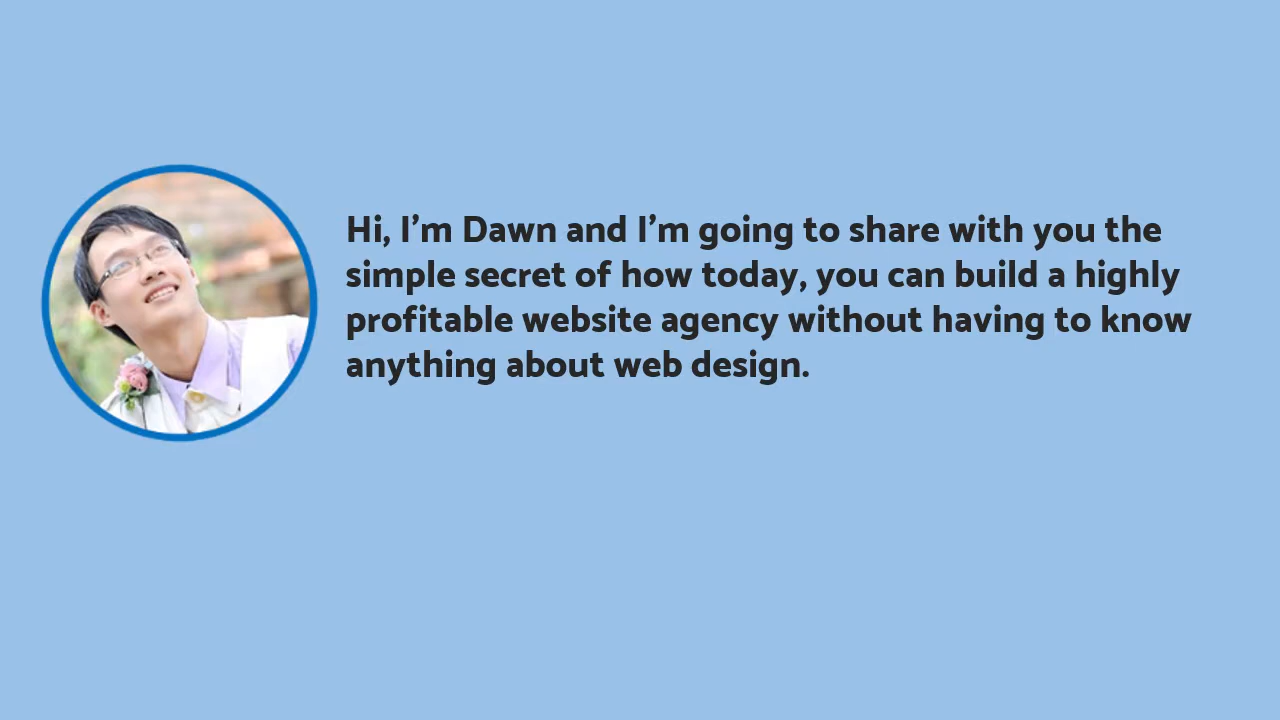 Hi, I'm Dawn and I'm going to share with you the
simple secret of how today, you can build a highly
profitable website agency without having to know
anything about web design.